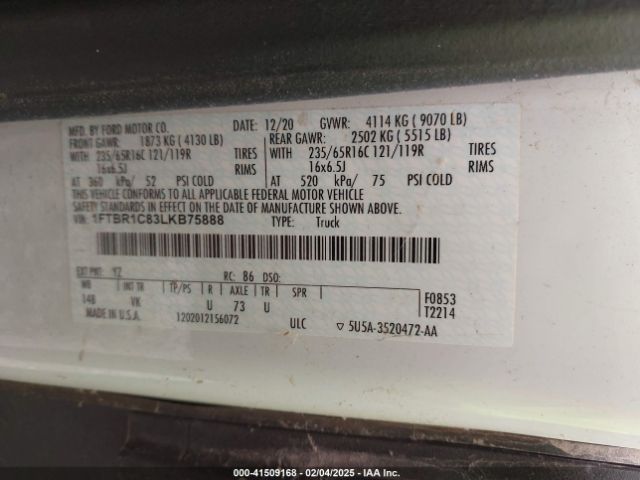 MFD. BY FORD MOTOR CO. DATE: 12/20 GVWR: 4114 KG ( 9070 LB)
FRONT GAWR: 1873 KG ( 4130 LB) REAR GAWR: 2502 KG ( 5515 LB)
WITH 235/65R16C 121/119R TIRES WITH 235/65R16C 121/119R TIRES
16x6.5J RIMS 16x6.5J RIMS
AT 360 kPa/ 52 PSI COLD AT 520 kPa/ 75 PSI COLD
THIS VEHICLE CONFORMS TO ALL APPLICABLE FEDERAL MOTOR VEHICLE
SAFETY STANDARDS IN EFFECT ON THE DATE OF MANUFACTURE SHOWN ABOVE.
VIN: 1FTBR1C83LKB75888 TYPE: Truck
EXT PNT: YZ RC: 86 DSO:
WB INT TR TP/PS R AXLE TR SPR F0853
148 VK U 73 U T2214
MADE IN U.S.A. 1202012156072 ULC ▽ 5U5A-3520472-AA
000-41509168 - 02/04/2025 - IAA Inc.